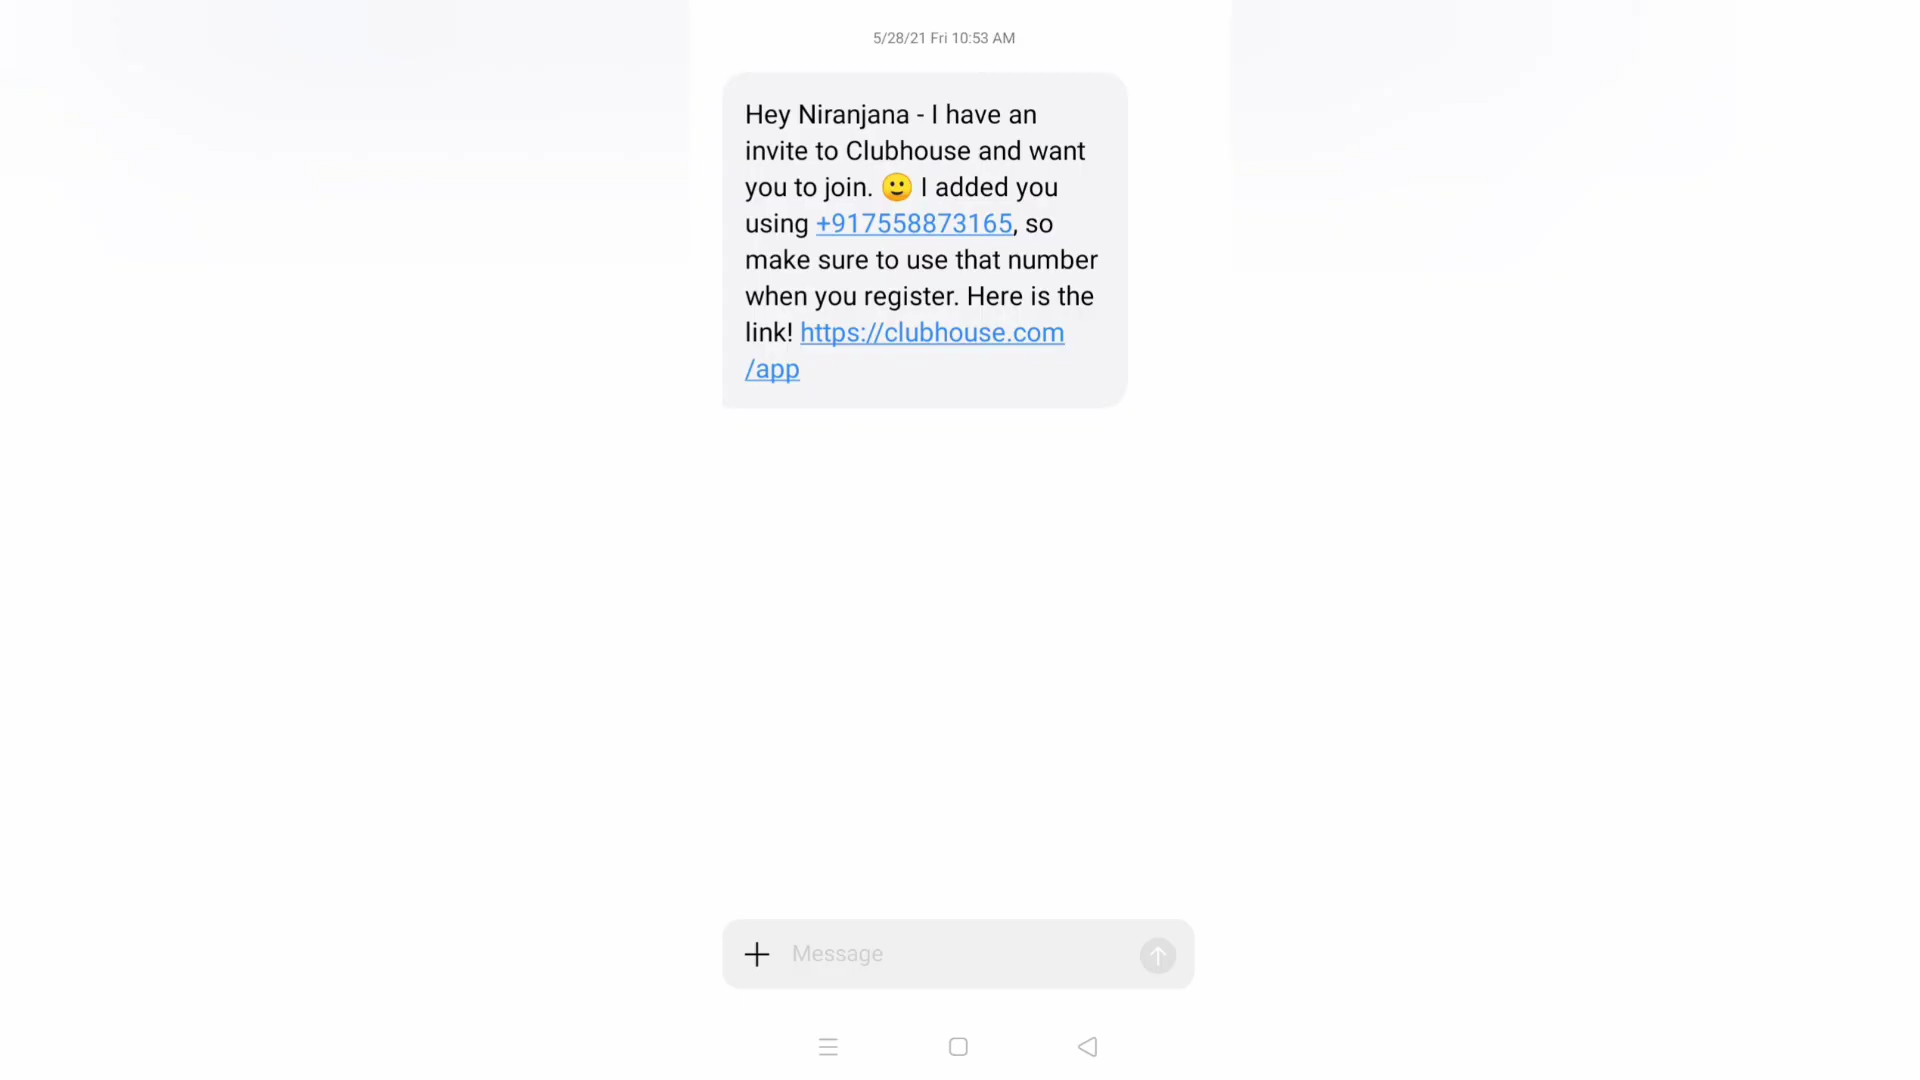 5/28/21 Fri 10:53 AM
Hey Niranjana - I have an
invite to Clubhouse and want
you to join. 🙂 I added you
using +917558873165, so
make sure to use that number
when you register. Here is the
link! https://clubhouse.com
/app
Message